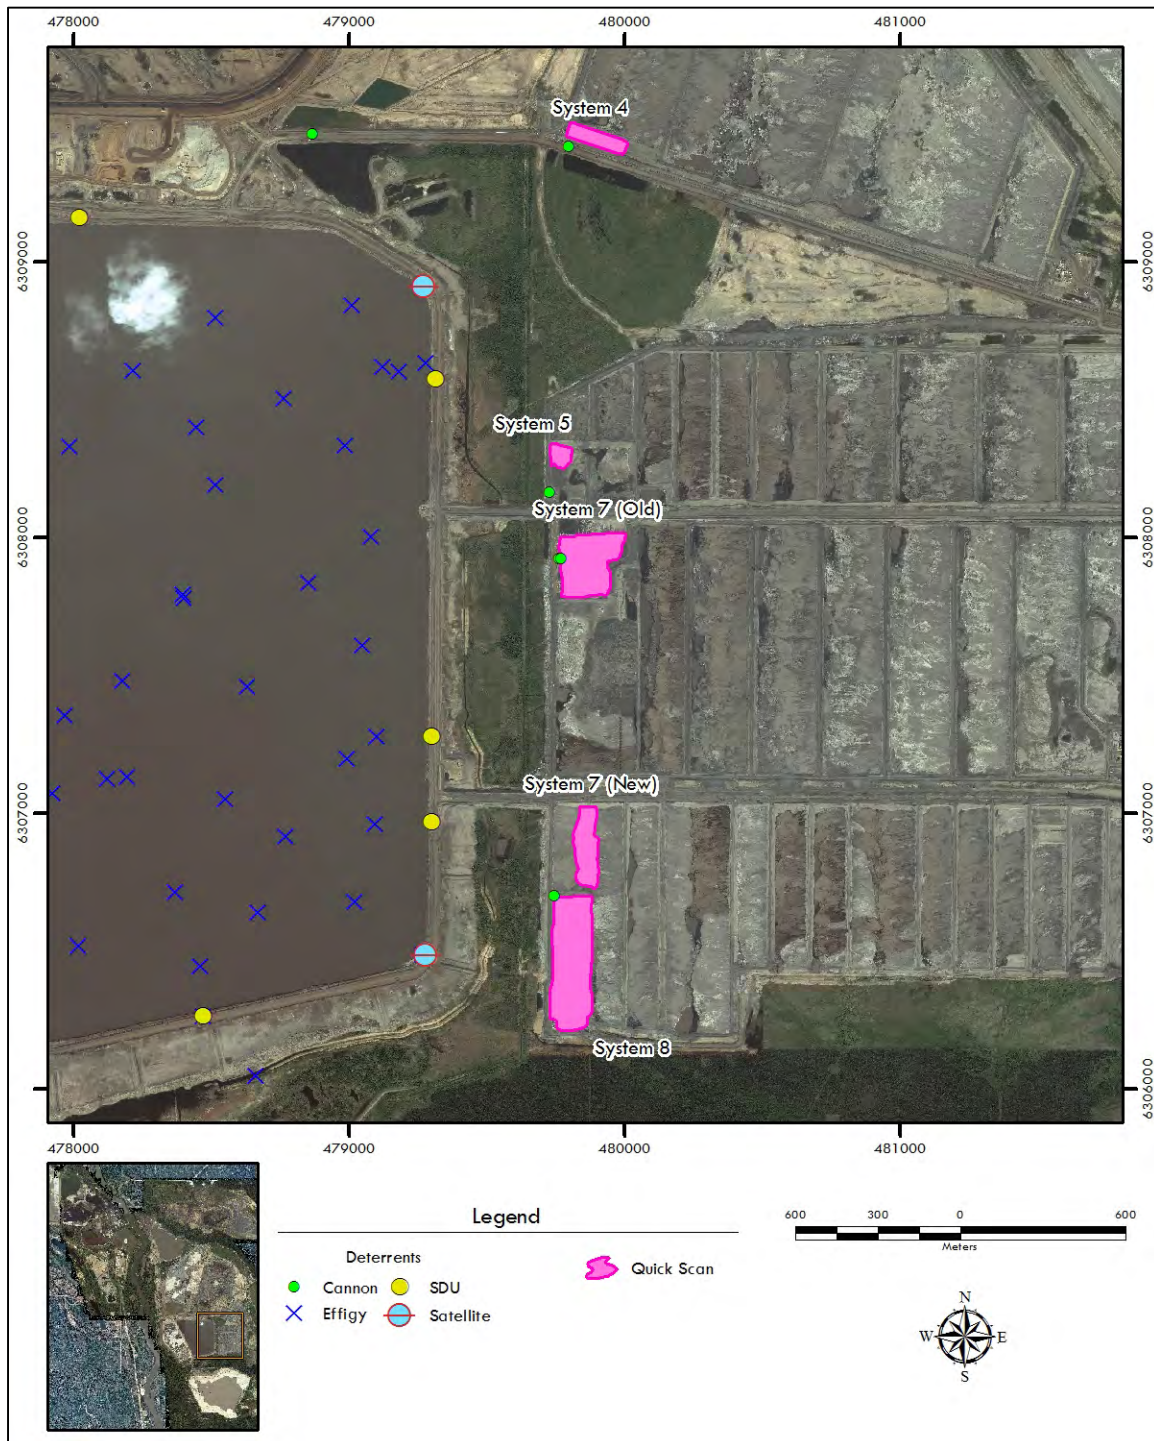 478000 479000 480000 481000
System 4
6309000 6309000
System 5
System 7 (Old)
6308000 6308000
System 7 (New)
6307000 6307000
System 8
6306000 6306000
478000 479000 480000 481000
Legend
Deterrents
Cannon SDU
Effigy Satellite
Quick Scan
600 300 0 600
Meters
N
W E
S